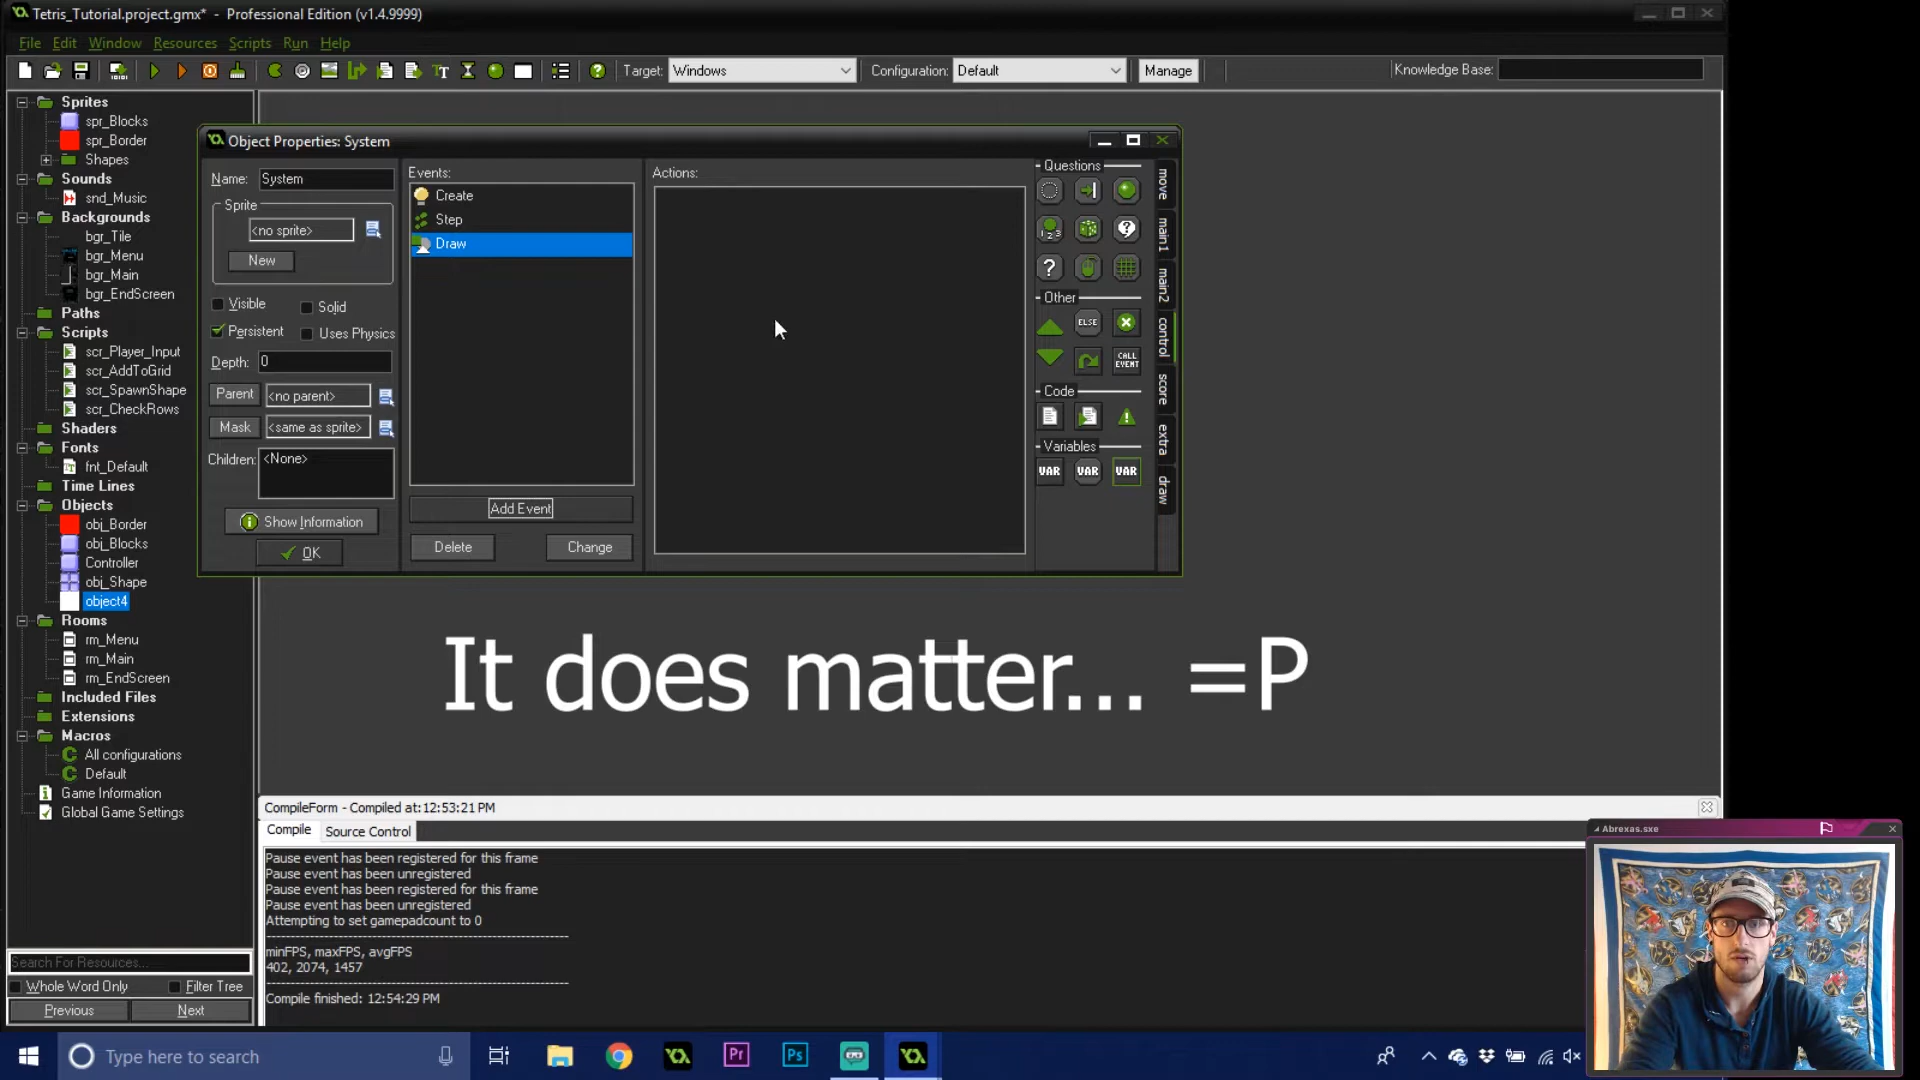 Tetris_Tutorial.project.gmx* - Professional Edition (v1.4.9999)
File Edit Window Resources Scripts Run Help
Target: Windows Configuration: Default Manage Knowledge Base:
Sprites
spr_Blocks
spr_Border
Shapes
Sounds
snd_Music
Backgrounds
bgr_Tile
bgr_Menu
bgr_Main
bgr_EndScreen
Paths
Scripts
scr_Player_Input
scr_AddToGrid
scr_SpawnShape
scr_CheckRows
Shaders
Fonts
fnt_Default
Time Lines
Objects
obj_Border
obj_Blocks
Controller
obj_Shape
object4
Rooms
rm_Menu
rm_Main
rm_EndScreen
Included Files
Extensions
Macros
All configurations
Default
Game Information
Global Game Settings
Search For Resources...
Whole Word Only Filter Tree
Previous Next
Object Properties: System
Name: System
Sprite
<no sprite>
New
Visible Solid
Persistent Uses Physics
Depth: 0
Parent <no parent>
Mask <same as sprite>
Children: <None>
Show Information
OK
Events:
Create
Step
Draw
Add Event
Delete Change
Actions:
Questions
Other
ELSE
CALL EVENT
Code
Variables
VAR VAR VAR
move
main1
main2
control
score
extra
draw
It does matter... =P
CompileForm - Compiled at: 12:53:21 PM
Compile Source Control
Pause event has been registered for this frame
Pause event has been unregistered
Pause event has been registered for this frame
Pause event has been unregistered
Attempting to set gamepadcount to 0
minFPS, maxFPS, avgFPS
402, 2074, 1457
Compile finished: 12:54:29 PM
Abrexas.sxe
Type here to search
Pr
Ps